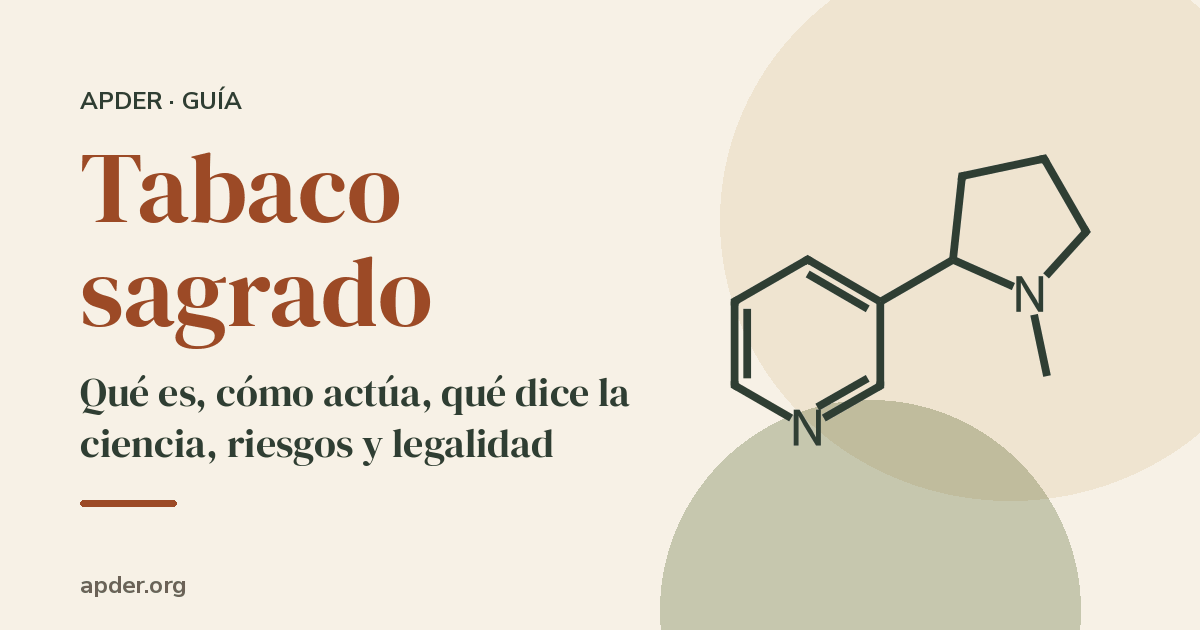 APDER · GUÍA
Tabaco
sagrado
Qué es, cómo actúa, qué dice la
ciencia, riesgos y legalidad
N
N
apder.org